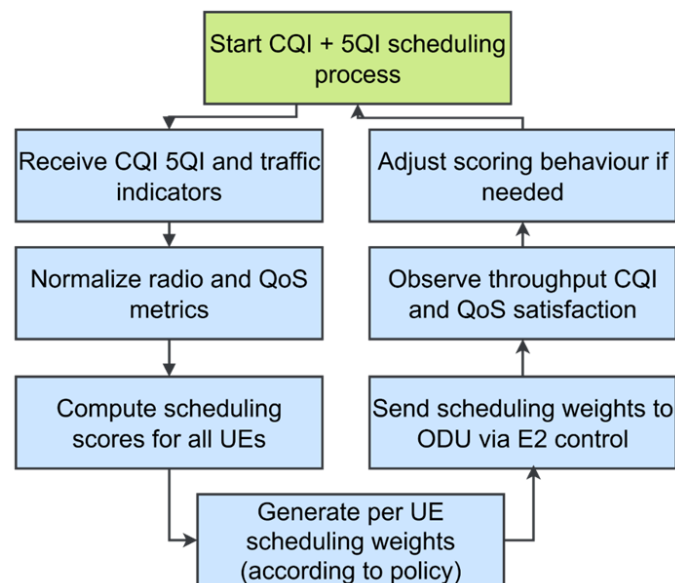 Start CQI + 5QI scheduling
process
Receive CQI 5QI and traffic
indicators
Normalize radio and QoS
metrics
Compute scheduling
scores for all UEs
Generate per UE
scheduling weights
(according to policy)
Send scheduling weights to
ODU via E2 control
Observe throughput CQI
and QoS satisfaction
Adjust scoring behaviour if
needed